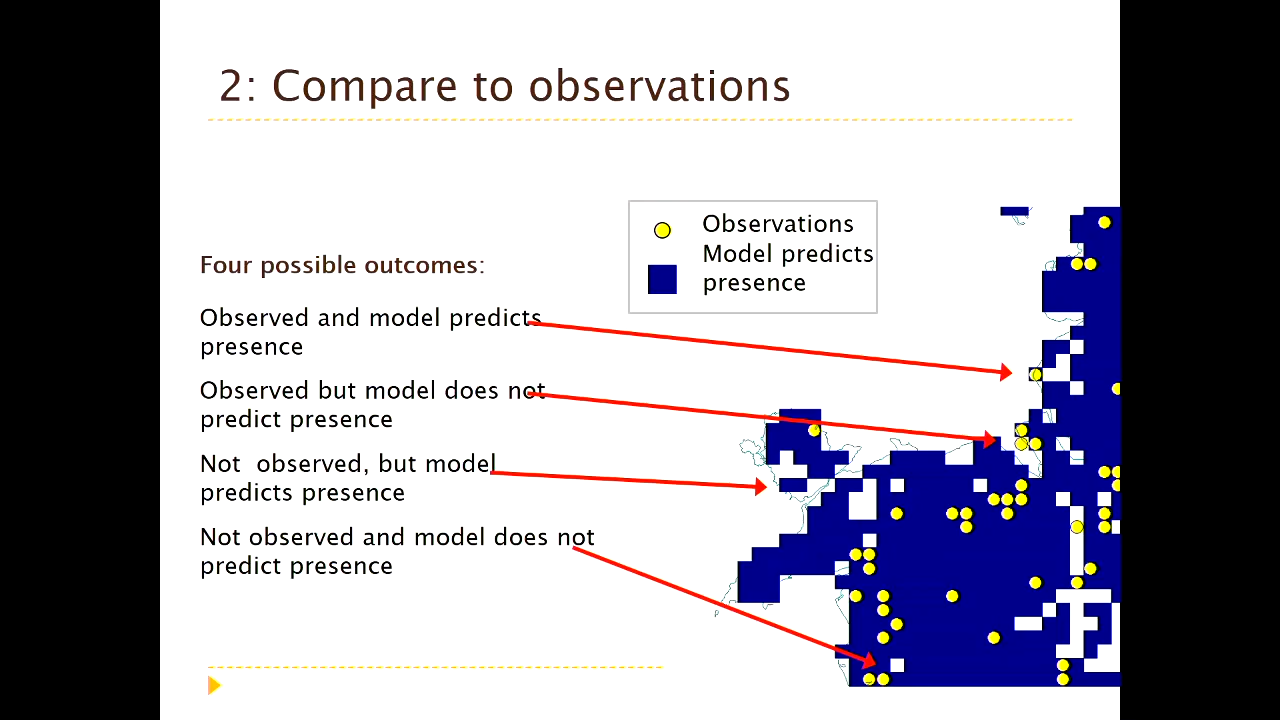 2: Compare to observations
Observations
Model predicts
presence
Four possible outcomes:
Observed and model predicts
presence
Observed but model does not
predict presence
Not  observed, but model
predicts presence
Not observed and model does not
predict presence